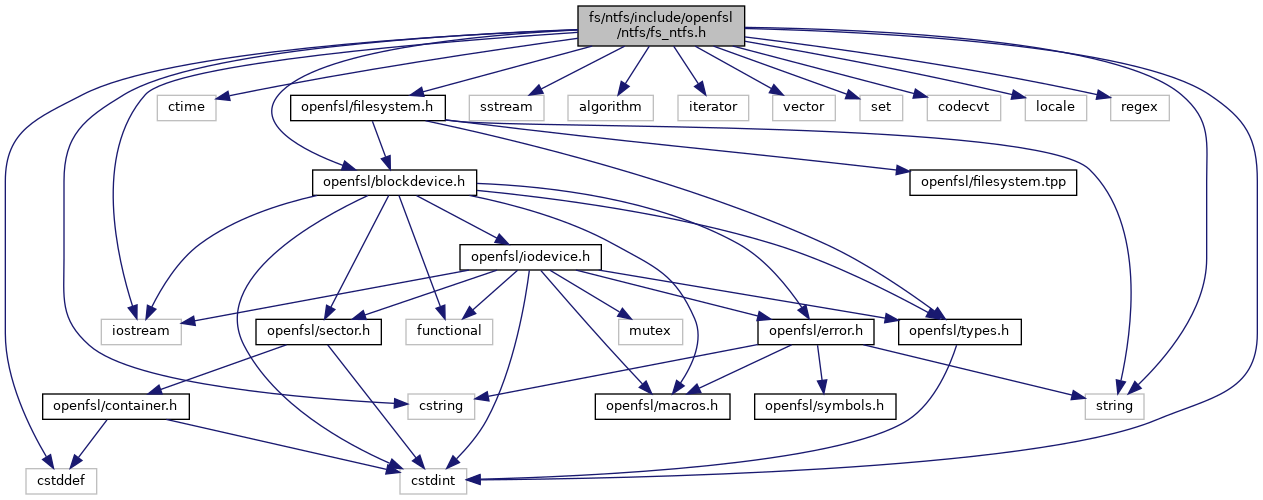 fs/ntfs/include/openfsl
/ntfs/fs_ntfs.h
ctime
openfsl/filesystem.h
sstream
algorithm
iterator
vector
set
codecvt
locale
regex
openfsl/blockdevice.h
openfsl/filesystem.tpp
openfsl/iodevice.h
iostream
openfsl/sector.h
functional
mutex
openfsl/error.h
openfsl/types.h
openfsl/container.h
cstring
openfsl/macros.h
openfsl/symbols.h
string
cstddef
cstdint